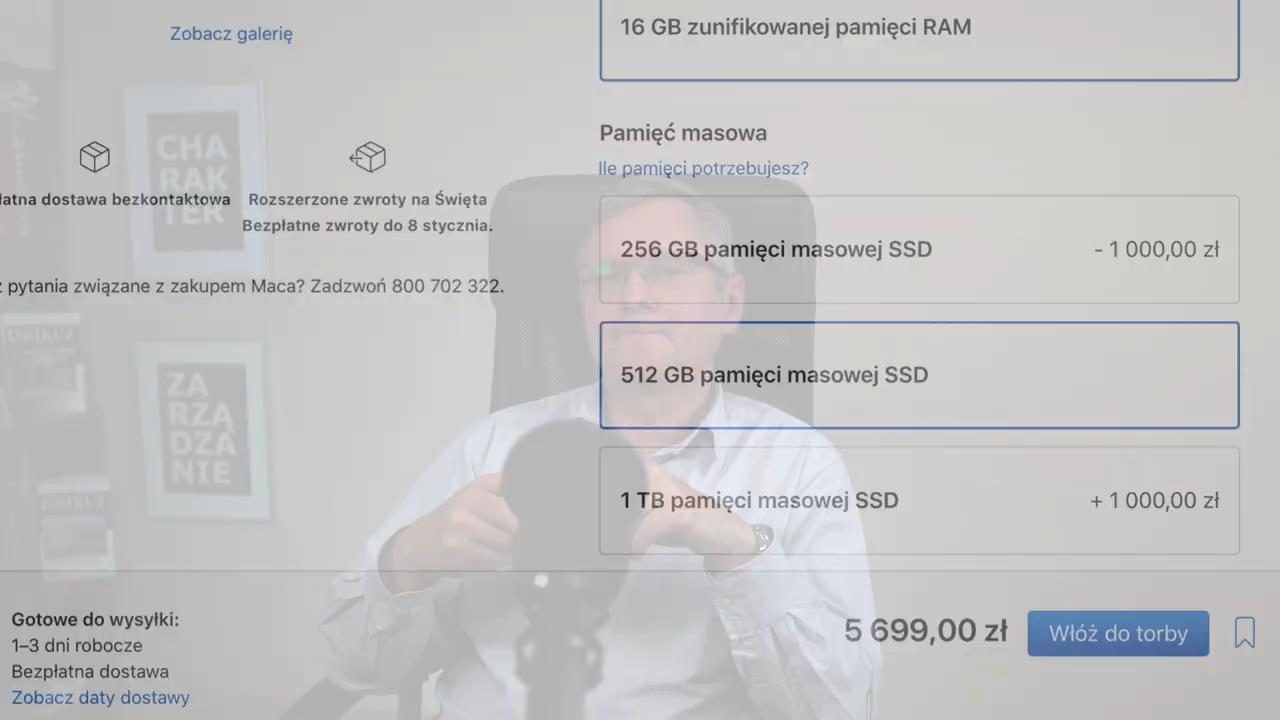 Zobacz galerię
16 GB zunifikowanej pamięci RAM
Pamięć masowa
Ile pamięci potrzebujesz?
dostawa bezkontaktowa
Rozszerzone zwroty na Święta
Bezpłatne zwroty do 8 stycznia.
pytania związane z zakupem Maca? Zadzwoń 800 702 322.
256 GB pamięci masowej SSD
- 1 000,00 zł
512 GB pamięci masowej SSD
1 TB pamięci masowej SSD
+ 1 000,00 zł
CHA
RAK
TER
ZA
RZĄ
DZA
NIE
Gotowe do wysyłki:
1–3 dni robocze
Bezpłatna dostawa
Zobacz daty dostawy
5 699,00 zł
Włóż do torby